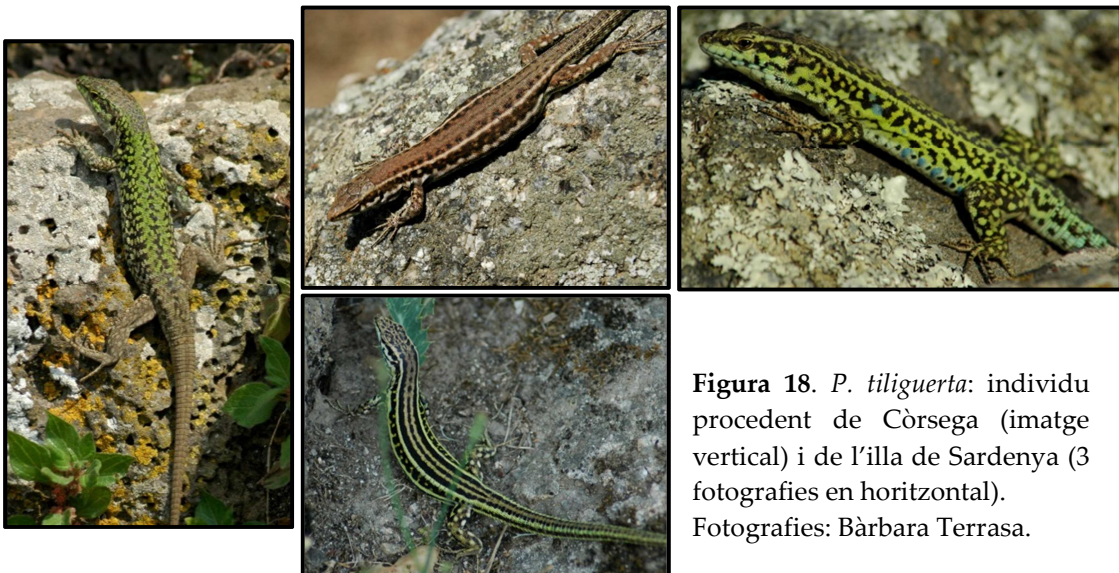 Figura 18. P. tiliguerta: individu
procedent de Còrsega (imatge
vertical) i de l’illa de Sardenya (3
fotografies en horitzontal).
Fotografies: Bàrbara Terrasa.